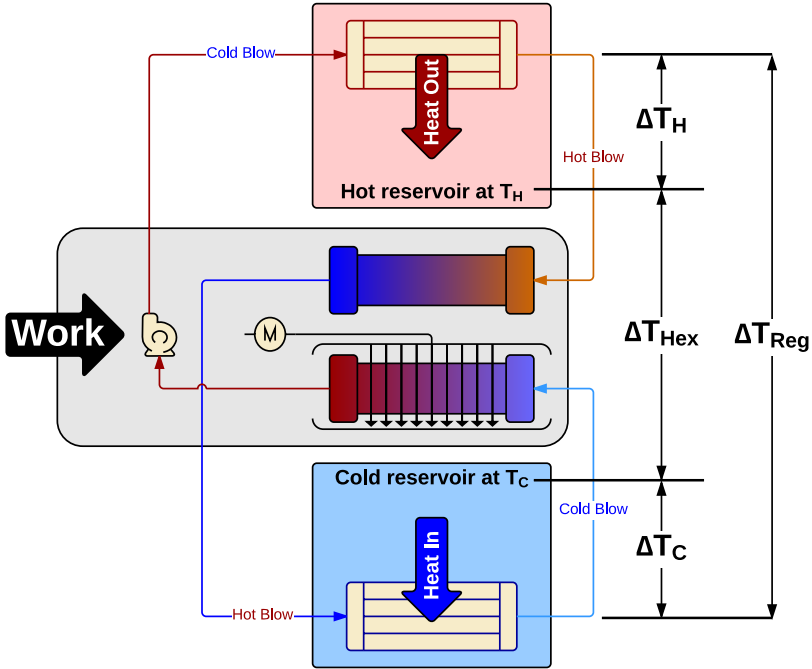 Cold Blow
Heat Out
ΔT_H
Hot Blow
Hot reservoir at T_H
Work
M
ΔT_Hex
ΔT_Reg
Cold reservoir at T_C
Cold Blow
Heat In
ΔT_C
Hot Blow